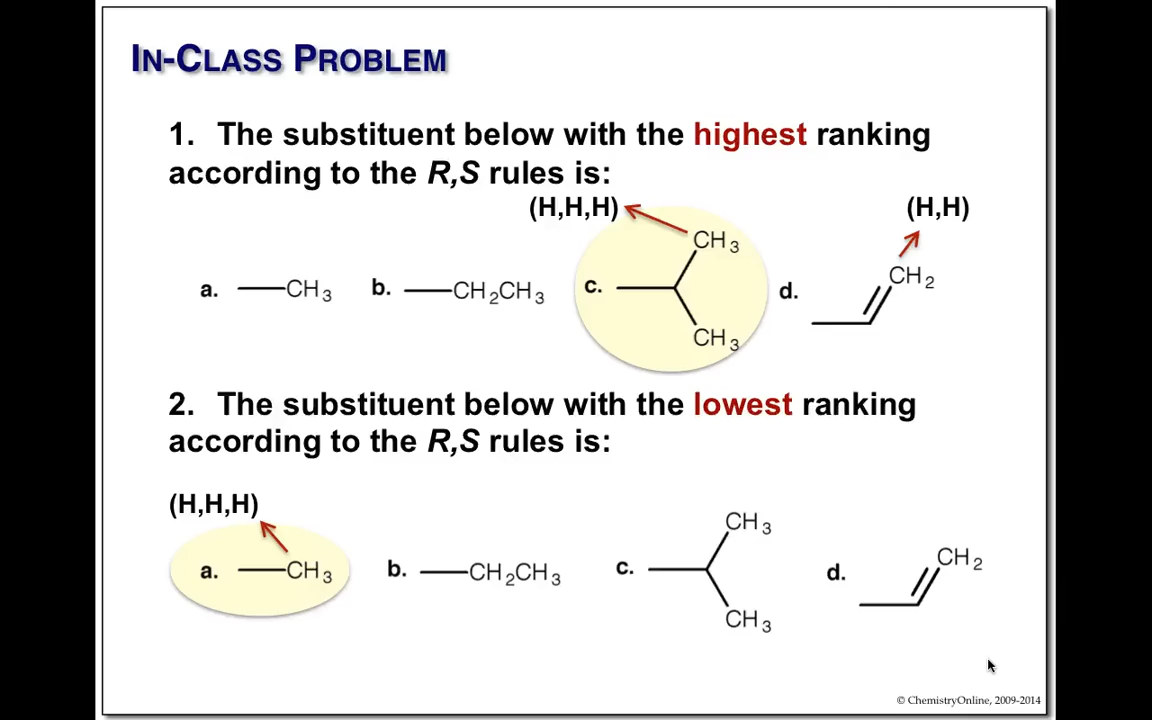 IN-CLASS PROBLEM
1. The substituent below with the highest ranking
according to the R,S rules is:
(H,H,H) (H,H)
a. —CH3 b. —CH2CH3 c. CH3 CH3 d. CH2
2. The substituent below with the lowest ranking
according to the R,S rules is:
(H,H,H)
a. —CH3 b. —CH2CH3 c. CH3 CH3 d. CH2
© ChemistryOnline, 2009-2014